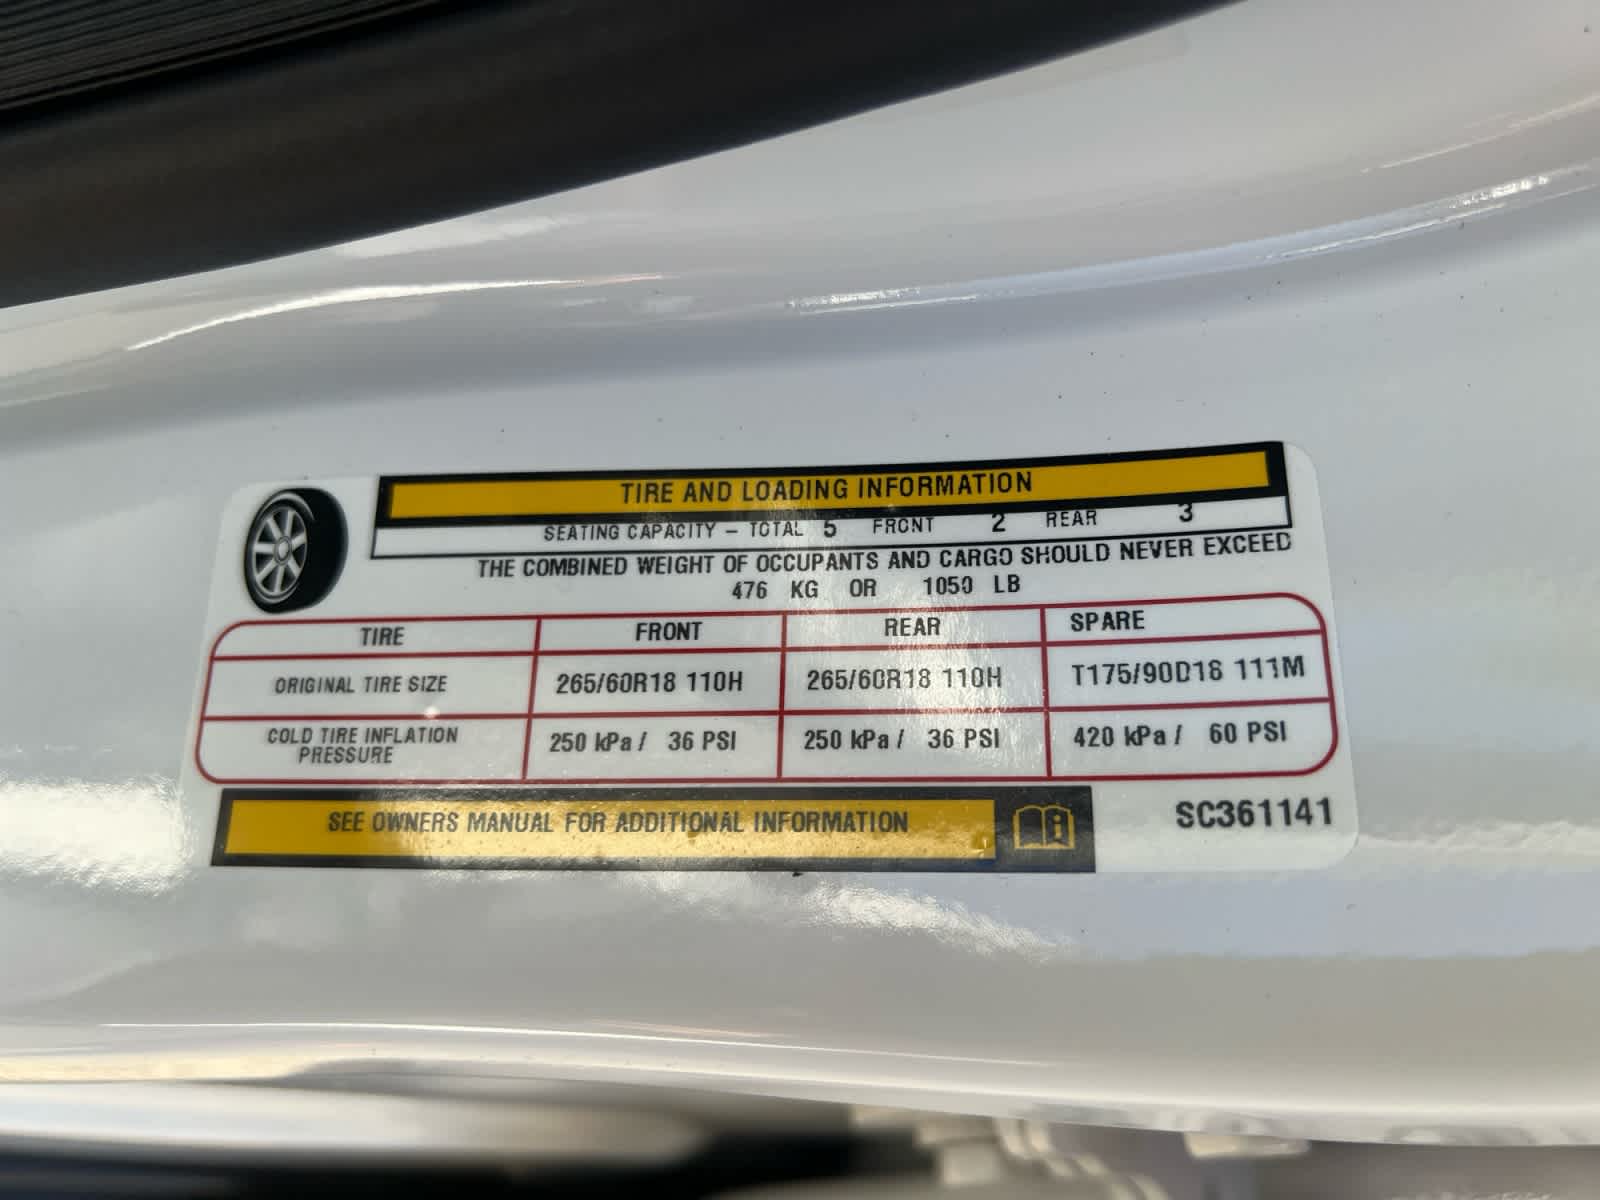 TIRE AND LOADING INFORMATION
SEATING CAPACITY – TOTAL 5 FRONT 2 REAR 3
THE COMBINED WEIGHT OF OCCUPANTS AND CARGO SHOULD NEVER EXCEED
476 KG OR 1050 LB
TIRE FRONT REAR SPARE
ORIGINAL TIRE SIZE 265/60R18 110H 265/60R18 110H T175/90D18 111M
COLD TIRE INFLATION
PRESSURE 250 kPa / 36 PSI 250 kPa / 36 PSI 420 kPa / 60 PSI
SEE OWNERS MANUAL FOR ADDITIONAL INFORMATION
SC361141